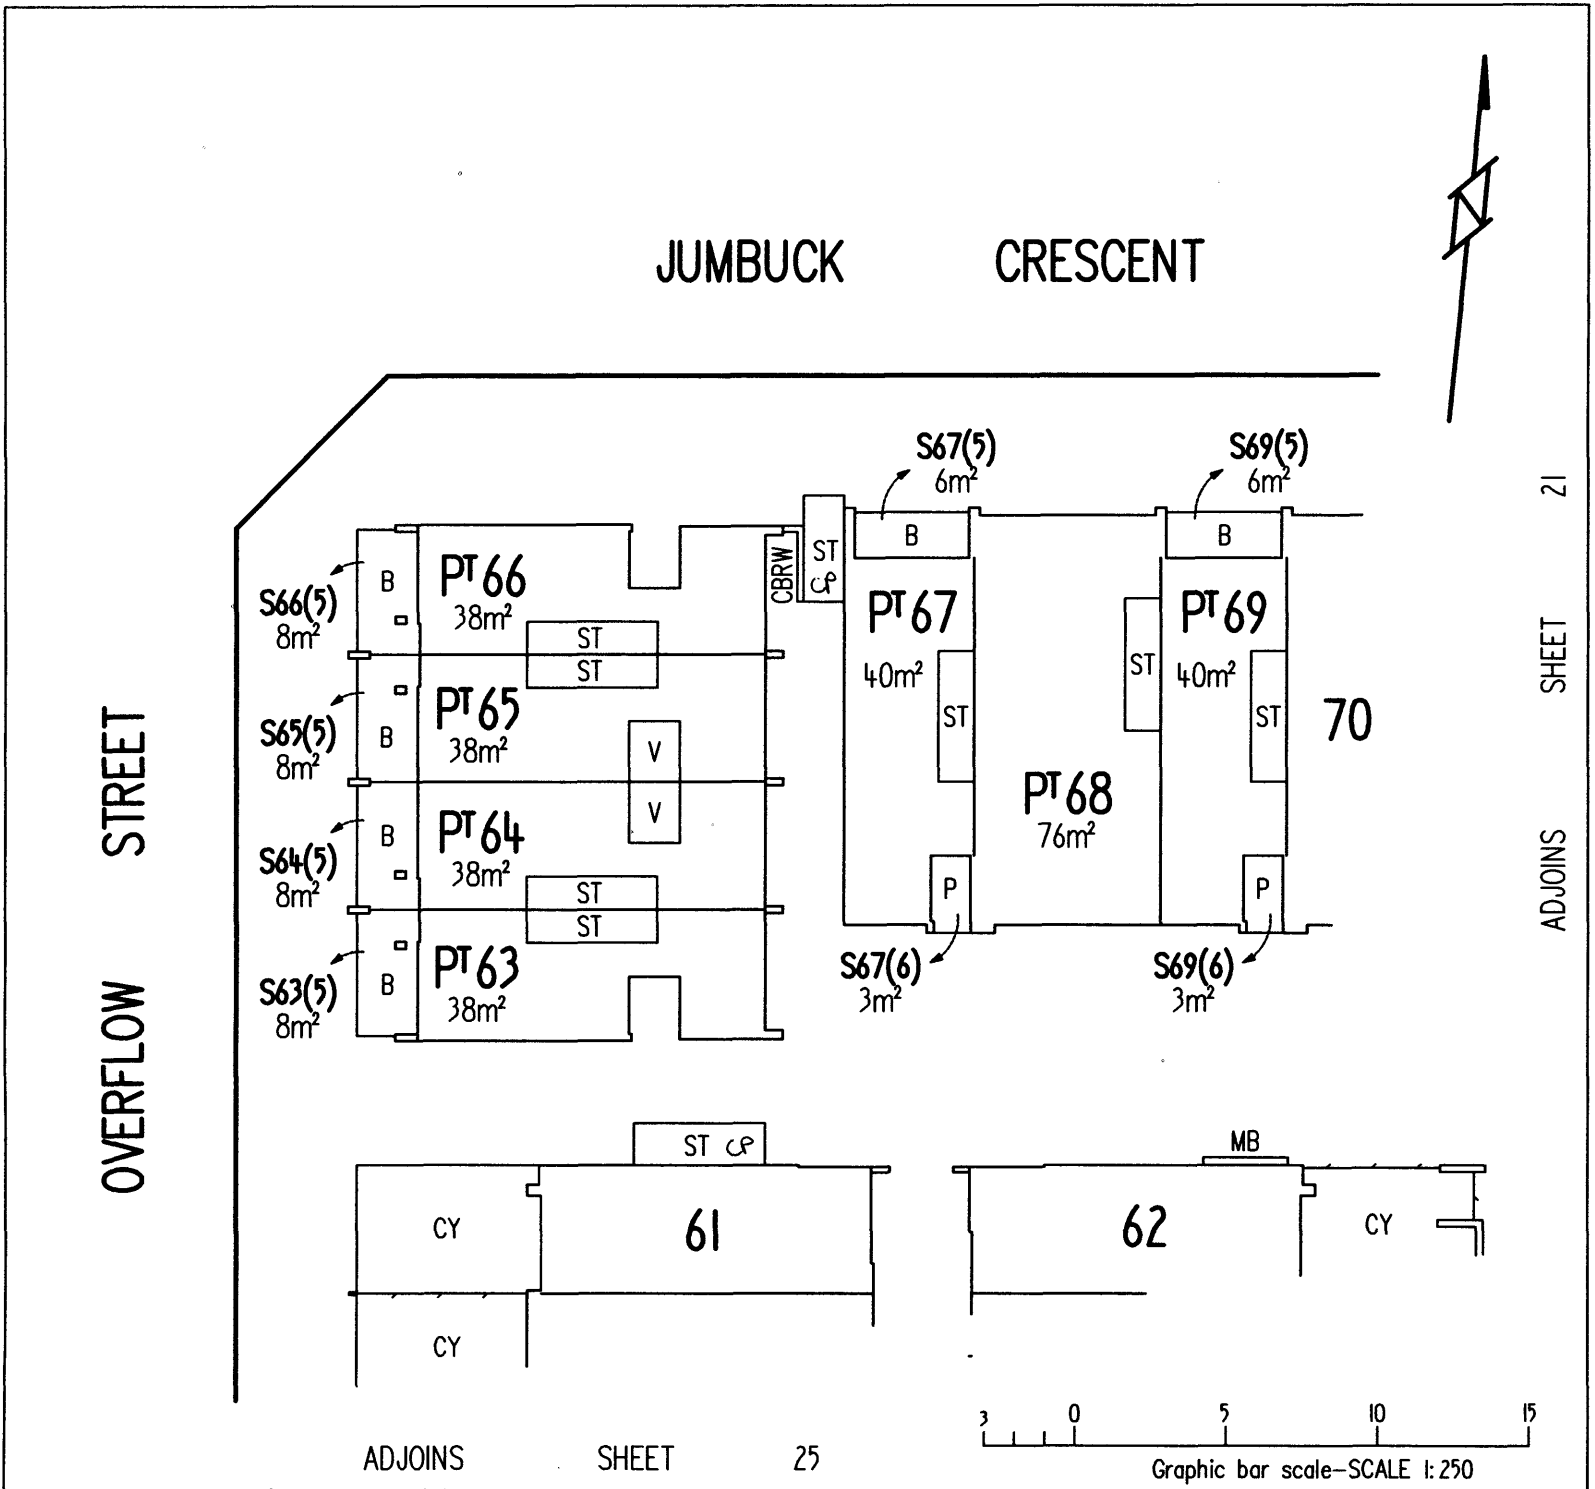 JUMBUCK CRESCENT
S67(5)
6m²
S69(5)
6m²
21
SHEET
ADJOINS
B
PT 66
38m²
S66(5)
8m²
ST
ST
CBRW
ST
CP
B
PT 67
40m²
ST
B
PT 69
40m²
ST
ST
70
S65(5)
8m²
B
PT 65
38m²
V
V
PT 68
76m²
S64(5)
8m²
B
PT 64
38m²
ST
ST
P
P
S63(5)
8m²
B
PT 63
38m²
S67(6)
3m²
S69(6)
3m²
OVERFLOW STREET
ST CP
MB
CY
61
62
CY
CY
3 0 5 10 15
Graphic bar scale-SCALE 1:250
ADJOINS SHEET 25